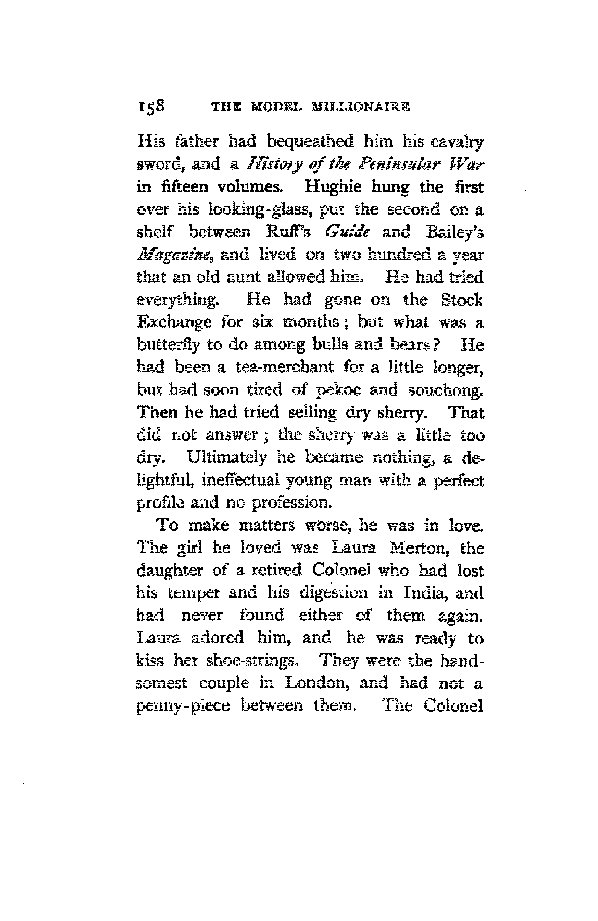 158 THE MODEL MILLIONAIRE
His father had bequeathed him his cavalry
sword, and a History of the Peninsular War
in fifteen volumes. Hughie hung the first
over his looking-glass, put the second on a
shelf between Ruff's Guide and Bailey's
Magazine, and lived on two hundred a year
that an old aunt allowed him. He had tried
everything. He had gone on the Stock
Exchange for six months; but what was a
butterfly to do among bulls and bears? He
had been a tea-merchant for a little longer,
but had soon tired of pekoe and souchong.
Then he had tried selling dry sherry. That
did not answer; the sherry was a little too
dry. Ultimately he became nothing, a de-
lightful, ineffectual young man with a perfect
profile and no profession.
To make matters worse, he was in love.
The girl he loved was Laura Merton, the
daughter of a retired Colonel who had lost
his temper and his digestion in India, and
had never found either of them again.
Laura adored him, and he was ready to
kiss her shoe-strings. They were the hand-
somest couple in London, and had not a
penny-piece between them. The Colonel